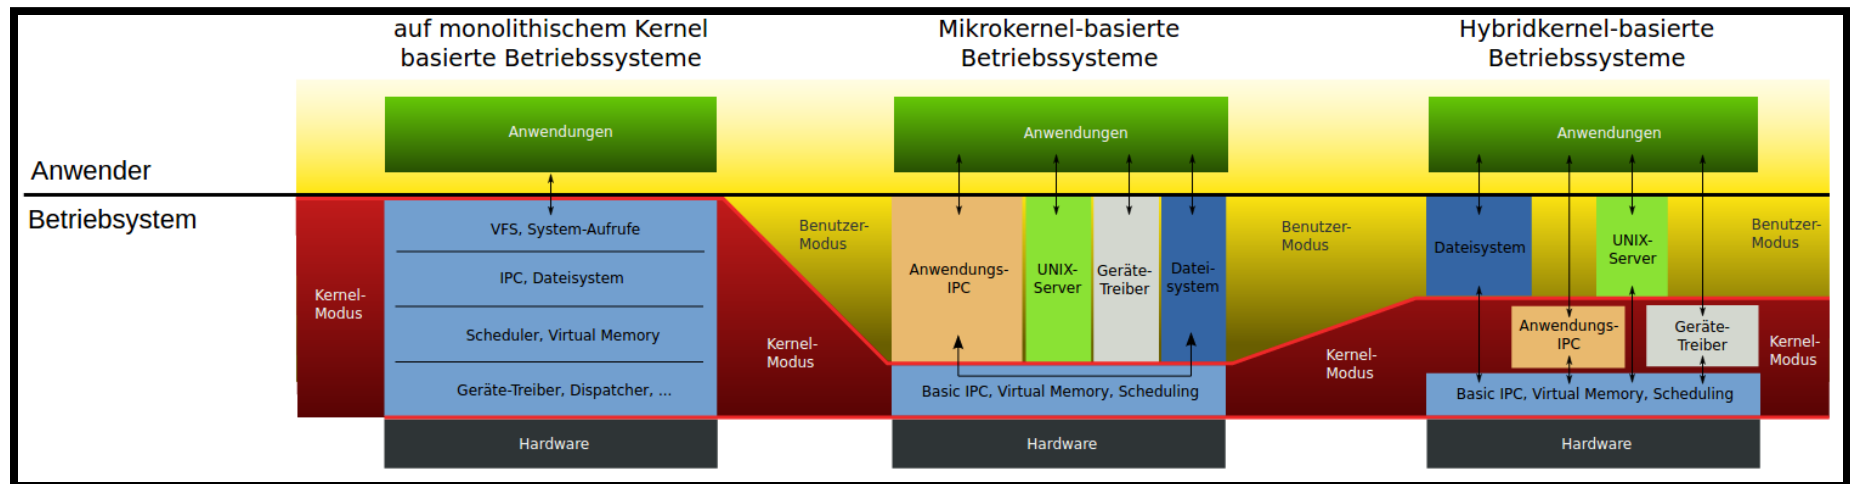 auf monolithischem Kernel
basierte Betriebssysteme
Mikrokernel-basierte
Betriebssysteme
Hybridkernel-basierte
Betriebssysteme
Anwender
Betriebsystem
Kernel-
Modus
Anwendungen
VFS, System-Aufrufe
IPC, Dateisystem
Scheduler, Virtual Memory
Geräte-Treiber, Dispatcher, ...
Hardware
Benutzer-
Modus
Kernel-
Modus
Anwendungen
Anwendungs-
IPC
UNIX-
Server
Geräte-
Treiber
Datei-
system
Basic IPC, Virtual Memory, Scheduling
Hardware
Benutzer-
Modus
Kernel-
Modus
Anwendungen
Dateisystem
UNIX-
Server
Anwendungs-
IPC
Geräte-
Treiber
Basic IPC, Virtual Memory, Scheduling
Hardware
Benutzer-
Modus
Kernel-
Modus